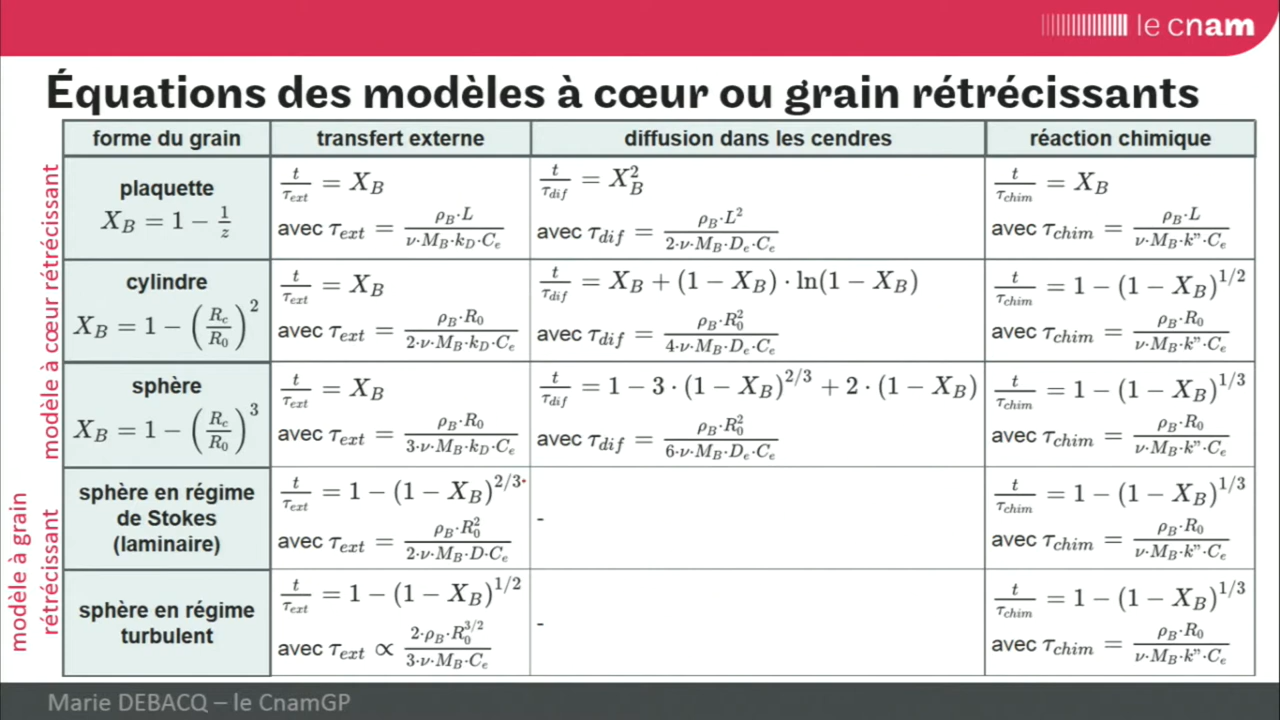 le cnam
Équations des modèles à cœur ou grain rétrécissants
forme du grain | transfert externe | diffusion dans les cendres | réaction chimique
modèle à cœur rétrécissant
plaquette
X_B = 1 − 1/z
t/τ_ext = X_B
avec τ_ext = ρ_B·L / ν·M_B·k_D·C_e
t/τ_dif = X_B^2
avec τ_dif = ρ_B·L^2 / 2·ν·M_B·D_e·C_e
t/τ_chim = X_B
avec τ_chim = ρ_B·L / ν·M_B·k"·C_e
cylindre
X_B = 1 − (R_c/R_0)^2
t/τ_ext = X_B
avec τ_ext = ρ_B·R_0 / 2·ν·M_B·k_D·C_e
t/τ_dif = X_B + (1 − X_B) · ln(1 − X_B)
avec τ_dif = ρ_B·R_0^2 / 4·ν·M_B·D_e·C_e
t/τ_chim = 1 − (1 − X_B)^1/2
avec τ_chim = ρ_B·R_0 / ν·M_B·k"·C_e
sphère
X_B = 1 − (R_c/R_0)^3
t/τ_ext = X_B
avec τ_ext = ρ_B·R_0 / 3·ν·M_B·k_D·C_e
t/τ_dif = 1 − 3 · (1 − X_B)^2/3 + 2 · (1 − X_B)
avec τ_dif = ρ_B·R_0^2 / 6·ν·M_B·D_e·C_e
t/τ_chim = 1 − (1 − X_B)^1/3
avec τ_chim = ρ_B·R_0 / ν·M_B·k"·C_e
modèle à grain
rétrécissant
sphère en régime
de Stokes
(laminaire)
t/τ_ext = 1 − (1 − X_B)^2/3
avec τ_ext = ρ_B·R_0^2 / 2·ν·M_B·D·C_e
-
t/τ_chim = 1 − (1 − X_B)^1/3
avec τ_chim = ρ_B·R_0 / ν·M_B·k"·C_e
sphère en régime
turbulent
t/τ_ext = 1 − (1 − X_B)^1/2
avec τ_ext ∝ 2·ρ_B·R_0^3/2 / 3·ν·M_B·C_e
-
t/τ_chim = 1 − (1 − X_B)^1/3
avec τ_chim = ρ_B·R_0 / ν·M_B·k"·C_e
Marie DEBACQ – le CnamGP